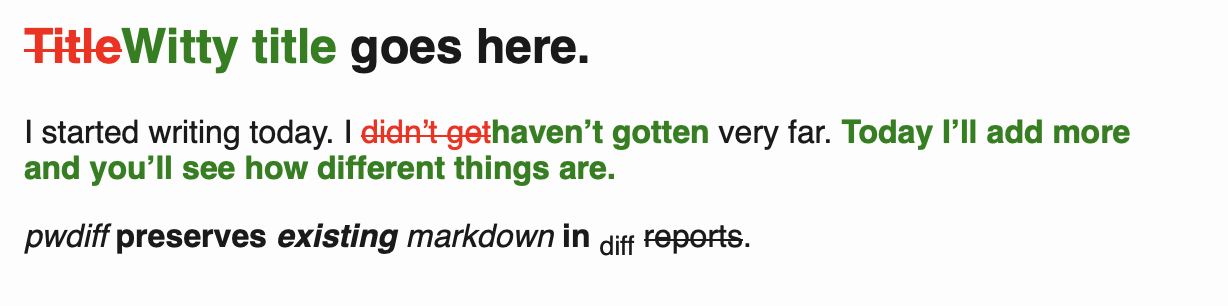 TitleWitty title goes here.
I started writing today. I didn’t gethaven’t gotten very far. Today I’ll add more
and you’ll see how different things are.
pwdiff preserves existing markdown in diff reports.